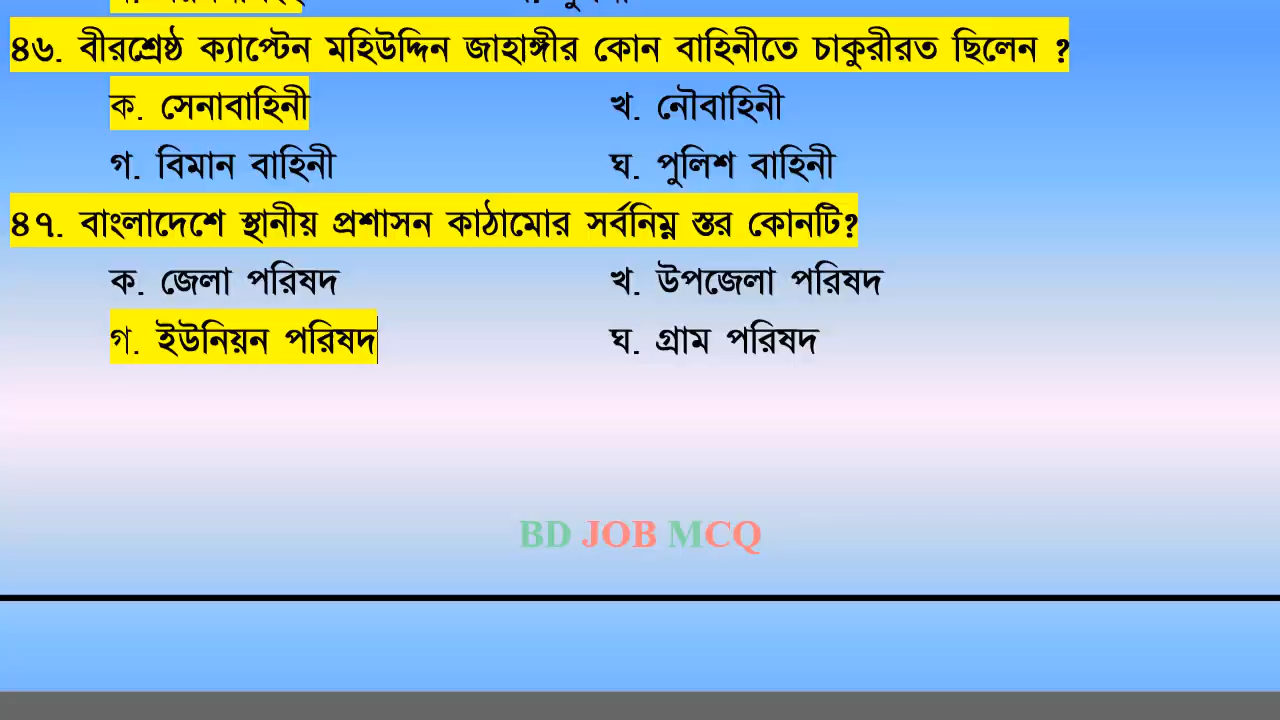 ৪৬. বীরশ্রেষ্ঠ ক্যাপ্টেন মহিউদ্দিন জাহাঙ্গীর কোন বাহিনীতে চাকুরীরত ছিলেন ?
ক. সেনাবাহিনী খ. নৌবাহিনী
গ. বিমান বাহিনী ঘ. পুলিশ বাহিনী
৪৭. বাংলাদেশে স্থানীয় প্রশাসন কাঠামোর সর্বনিম্ন স্তর কোনটি?
ক. জেলা পরিষদ খ. উপজেলা পরিষদ
গ. ইউনিয়ন পরিষদ ঘ. গ্রাম পরিষদ
BD JOB MCQ